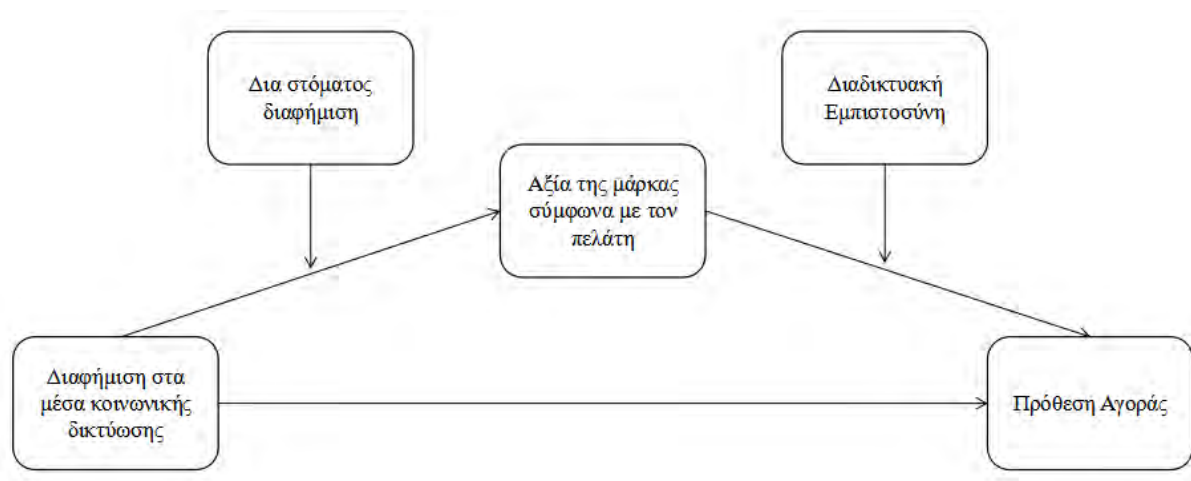 Δια στόματος
διαφήμιση
Διαδικτυακή
Εμπιστοσύνη
Αξία της μάρκας
σύμφωνα με τον
πελάτη
Διαφήμιση στα
μέσα κοινωνικής
δικτύωσης
Πρόθεση Αγοράς